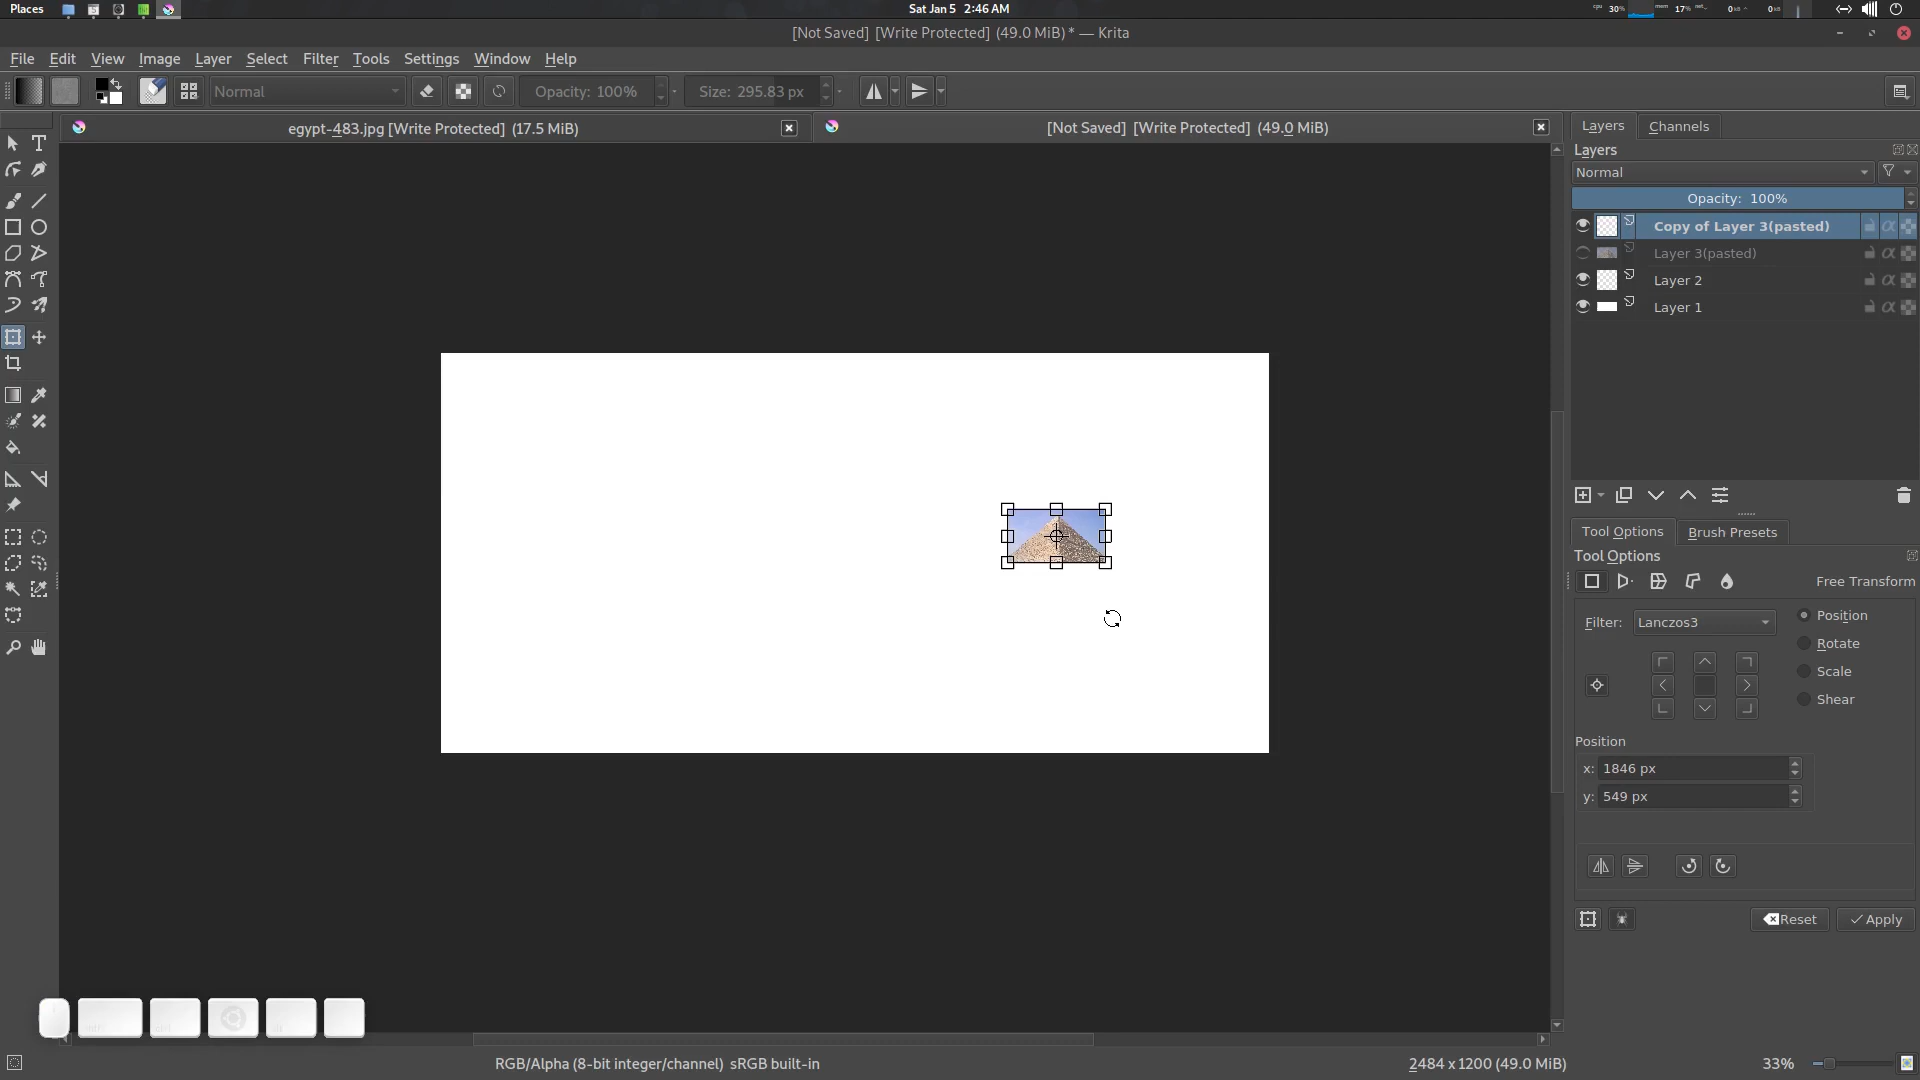 Places
Sat Jan 5 2:46 AM
[Not Saved] [Write Protected] (49.0 MiB) * — Krita
File Edit View Image Layer Select Filter Tools Settings Window Help
Normal
Opacity: 100%
Size: 295.83 px
egypt-483.jpg [Write Protected] (17.5 MiB)
[Not Saved] [Write Protected] (49.0 MiB)
Layers
Channels
Layers
Normal
Opacity: 100%
Copy of Layer 3(pasted)
Layer 3(pasted)
Layer 2
Layer 1
Tool Options
Brush Presets
Tool Options
Free Transform
Filter: Lanczos3
Position
Rotate
Scale
Shear
Position
x: 1846 px
y: 549 px
Reset
Apply
RGB/Alpha (8-bit integer/channel) sRGB built-in
2484 x 1200 (49.0 MiB)
33%